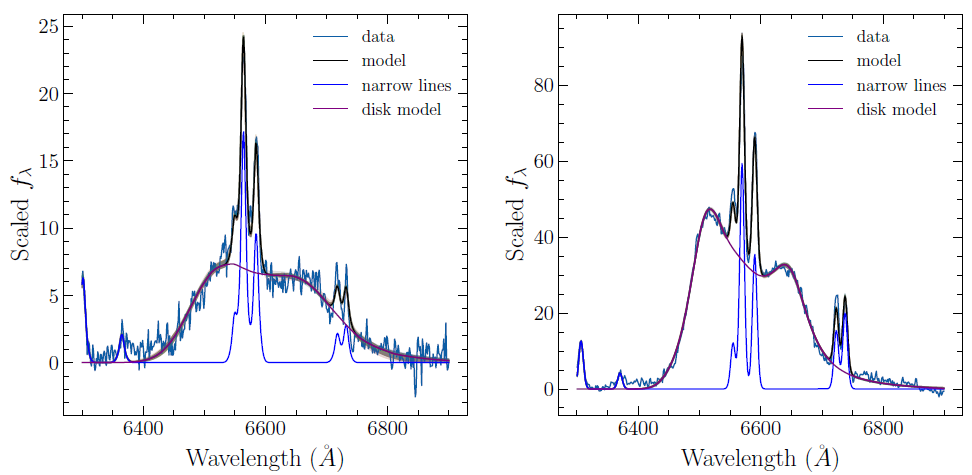 25
20
15
10
5
0
6400 6600 6800
Scaled fλ
Wavelength (Å)
data
model
narrow lines
disk model
80
60
40
20
0
6400 6600 6800
Scaled fλ
Wavelength (Å)
data
model
narrow lines
disk model